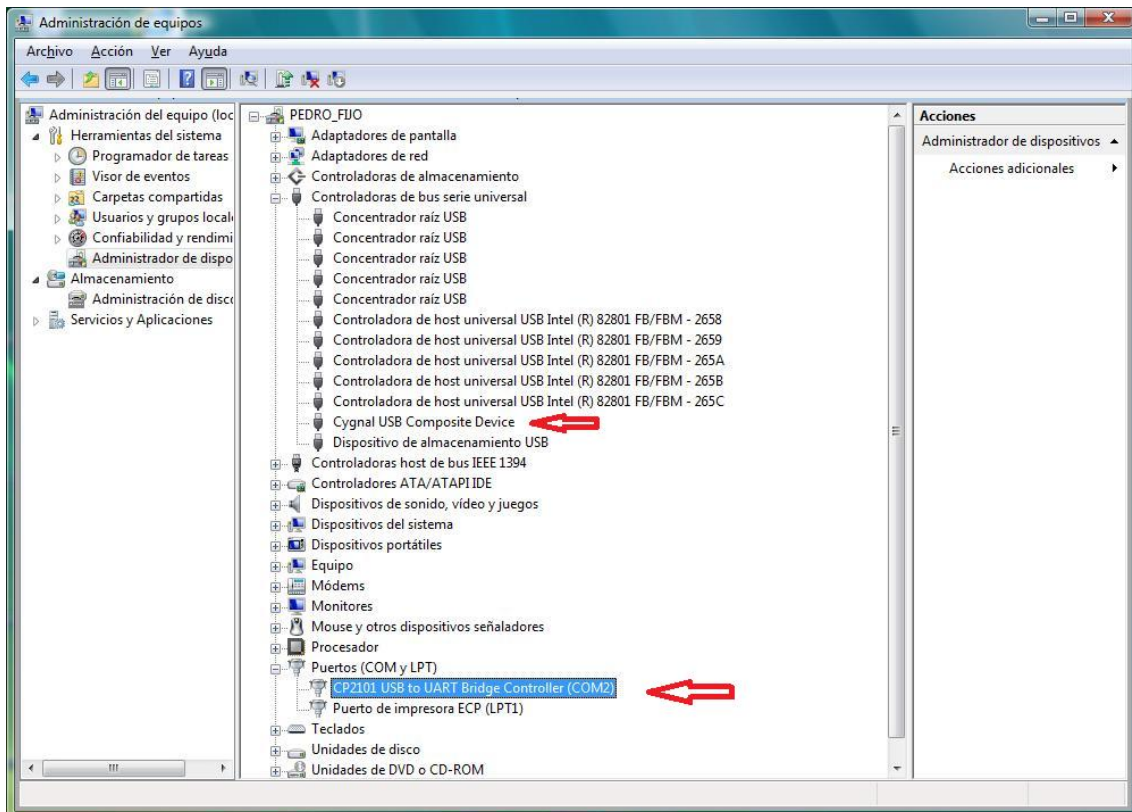 Administración de equipos
Archivo Acción Ver Ayuda
Administración del equipo (loc
Herramientas del sistema
Programador de tareas
Visor de eventos
Carpetas compartidas
Usuarios y grupos locale
Confiabilidad y rendimi
Administrador de dispo
Almacenamiento
Administración de disco
Servicios y Aplicaciones
PEDRO_FIJO
Adaptadores de pantalla
Adaptadores de red
Controladoras de almacenamiento
Controladoras de bus serie universal
Concentrador raíz USB
Concentrador raíz USB
Concentrador raíz USB
Concentrador raíz USB
Concentrador raíz USB
Controladora de host universal USB Intel (R) 82801 FB/FBM - 2658
Controladora de host universal USB Intel (R) 82801 FB/FBM - 2659
Controladora de host universal USB Intel (R) 82801 FB/FBM - 265A
Controladora de host universal USB Intel (R) 82801 FB/FBM - 265B
Controladora de host universal USB Intel (R) 82801 FB/FBM - 265C
Cygnal USB Composite Device
Dispositivo de almacenamiento USB
Controladoras host de bus IEEE 1394
Controladores ATA/ATAPI IDE
Dispositivos de sonido, vídeo y juegos
Dispositivos del sistema
Dispositivos portátiles
Equipo
Módems
Monitores
Mouse y otros dispositivos señaladores
Procesador
Puertos (COM y LPT)
CP2101 USB to UART Bridge Controller (COM2)
Puerto de impresora ECP (LPT1)
Teclados
Unidades de disco
Unidades de DVD o CD-ROM
Acciones
Administrador de dispositivos
Acciones adicionales